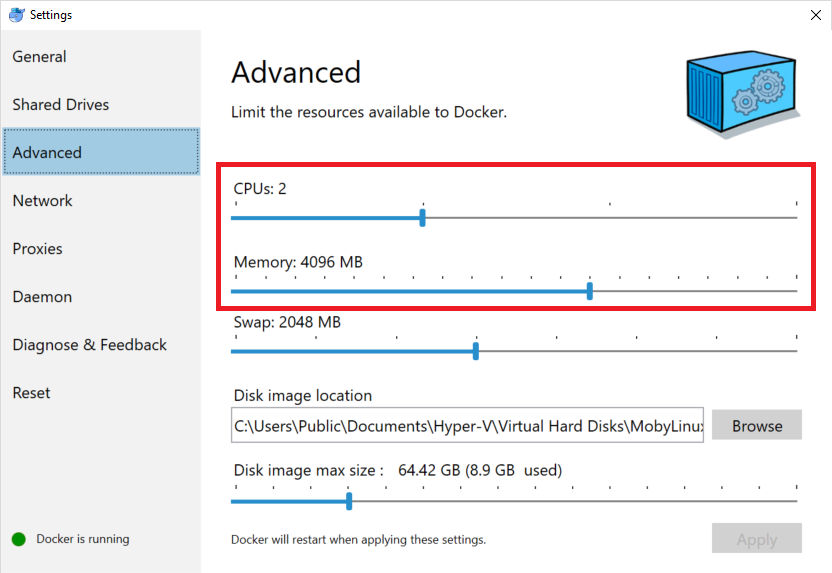 Settings
General
Shared Drives
Advanced
Network
Proxies
Daemon
Diagnose & Feedback
Reset
Docker is running
Advanced
Limit the resources available to Docker.
CPUs: 2
Memory: 4096 MB
Swap: 2048 MB
Disk image location
C:\Users\Public\Documents\Hyper-V\Virtual Hard Disks\MobyLinux
Browse
Disk image max size : 64.42 GB (8.9 GB used)
Docker will restart when applying these settings.
Apply